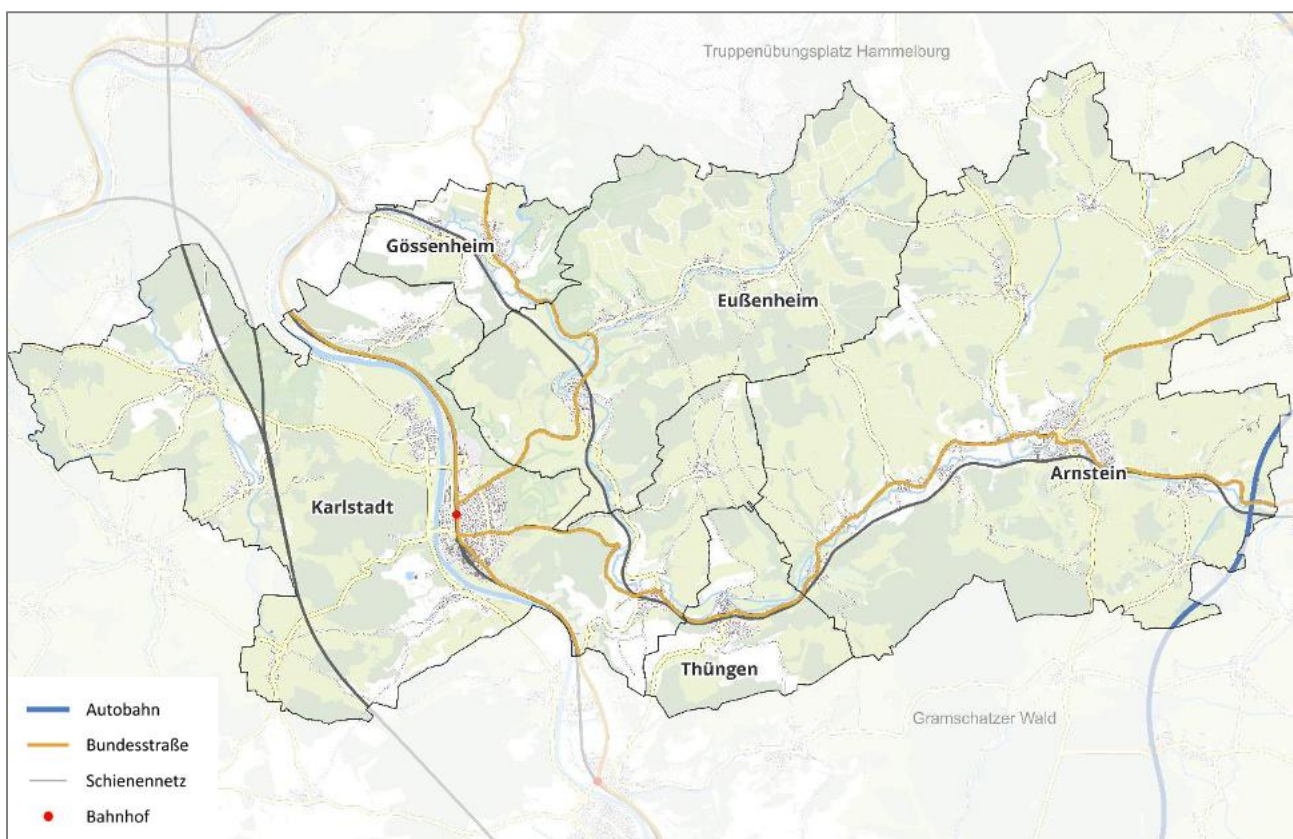 Truppenübungsplatz Hammelburg
Gössenheim
Eußenheim
Arnstein
Karlstadt
Thüngen
Gramschatzer Wald
Autobahn
Bundesstraße
Schienennetz
Bahnhof